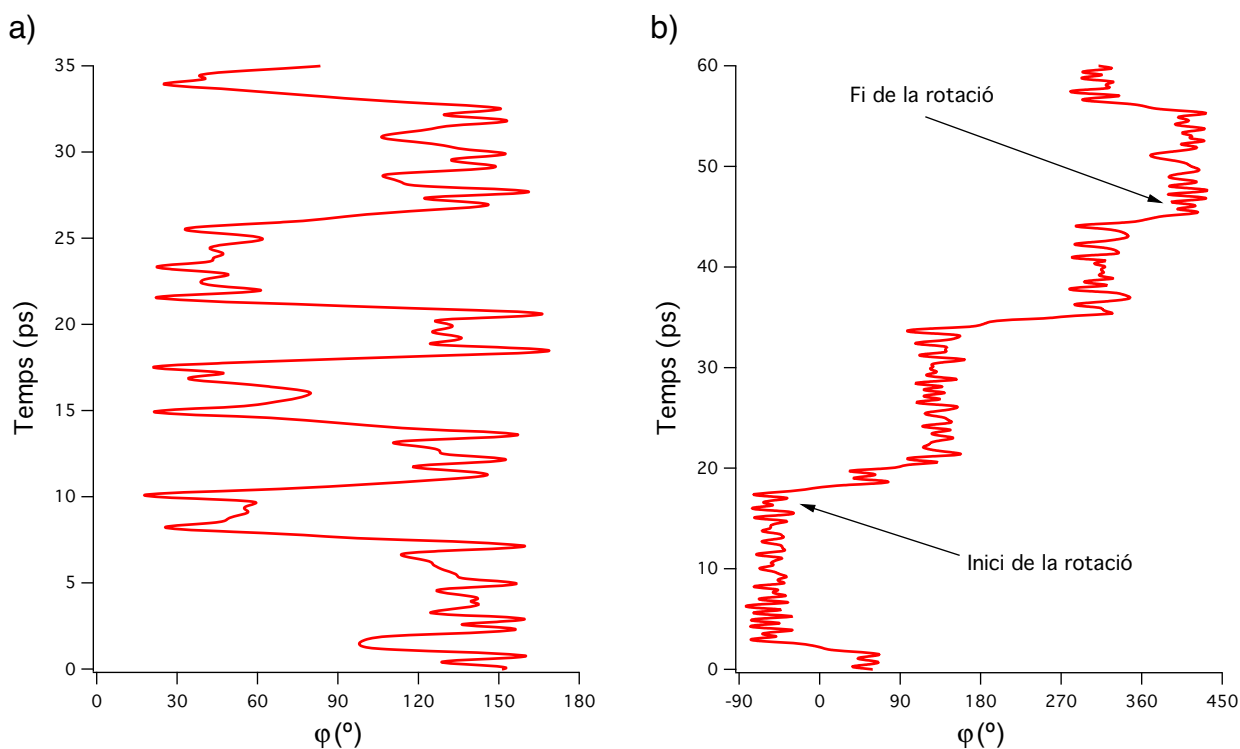 a)
35
30
25
20
15
10
5
0
Temps (ps)
0 30 60 90 120 150 180
φ (º)
b)
60
50
40
30
20
10
0
Temps (ps)
Fi de la rotació
Inici de la rotació
-90 0 90 180 270 360 450
φ (º)